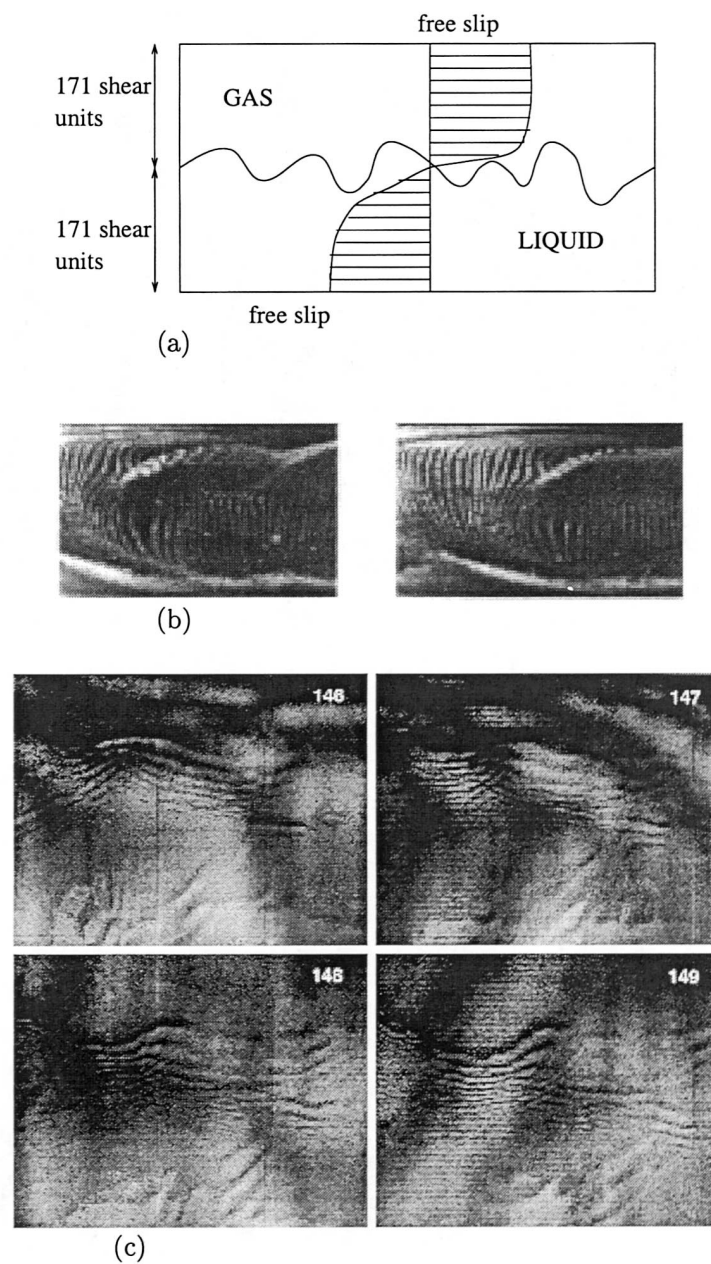 free slip
171 shear
units
GAS
171 shear
units
LIQUID
free slip
(a)
(b)
146
147
148
149
(c)